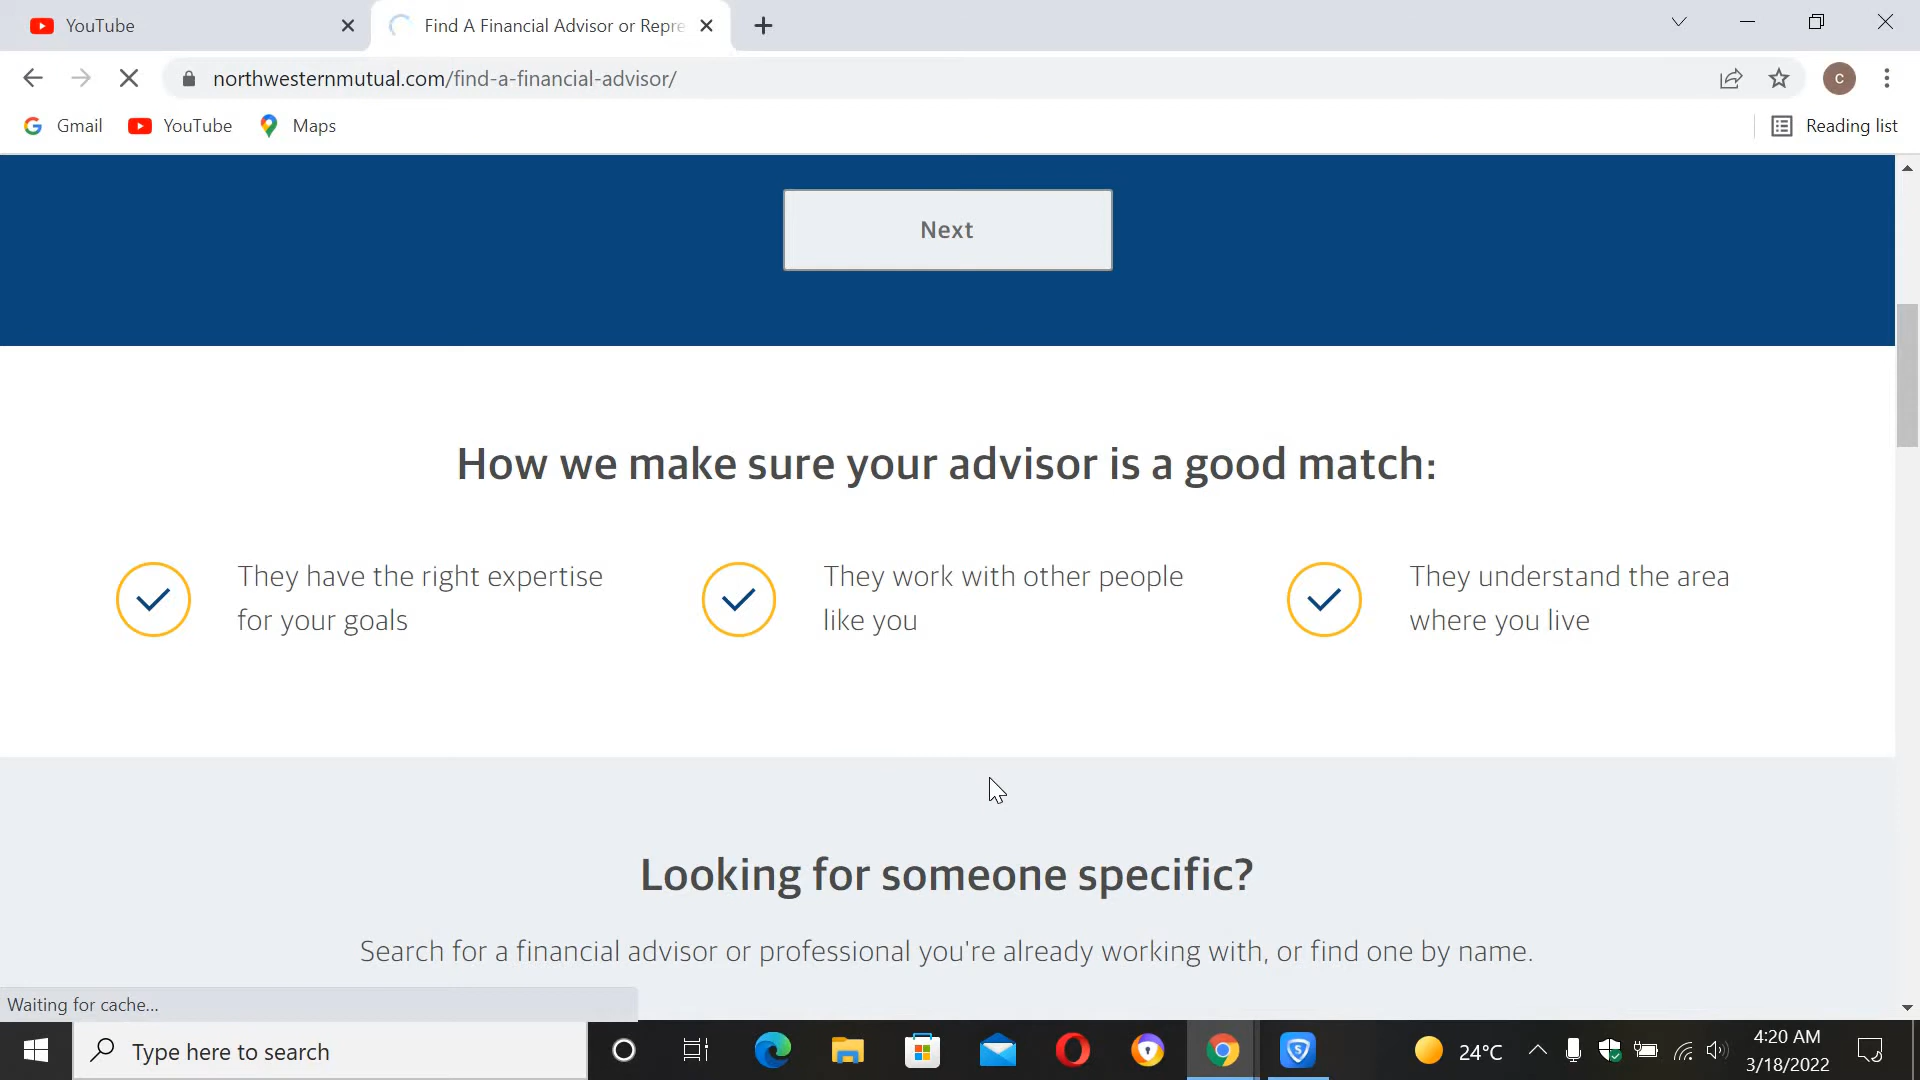 YouTube
Find A Financial Advisor or Repre
northwesternmutual.com/find-a-financial-advisor/
C
Gmail
YouTube
Maps
Reading list
Next
How we make sure your advisor is a good match:
They have the right expertise
for your goals
They work with other people
like you
They understand the area
where you live
Looking for someone specific?
Search for a financial advisor or professional you're already working with, or find one by name.
Waiting for cache...
Type here to search
24°C
4:20 AM
3/18/2022